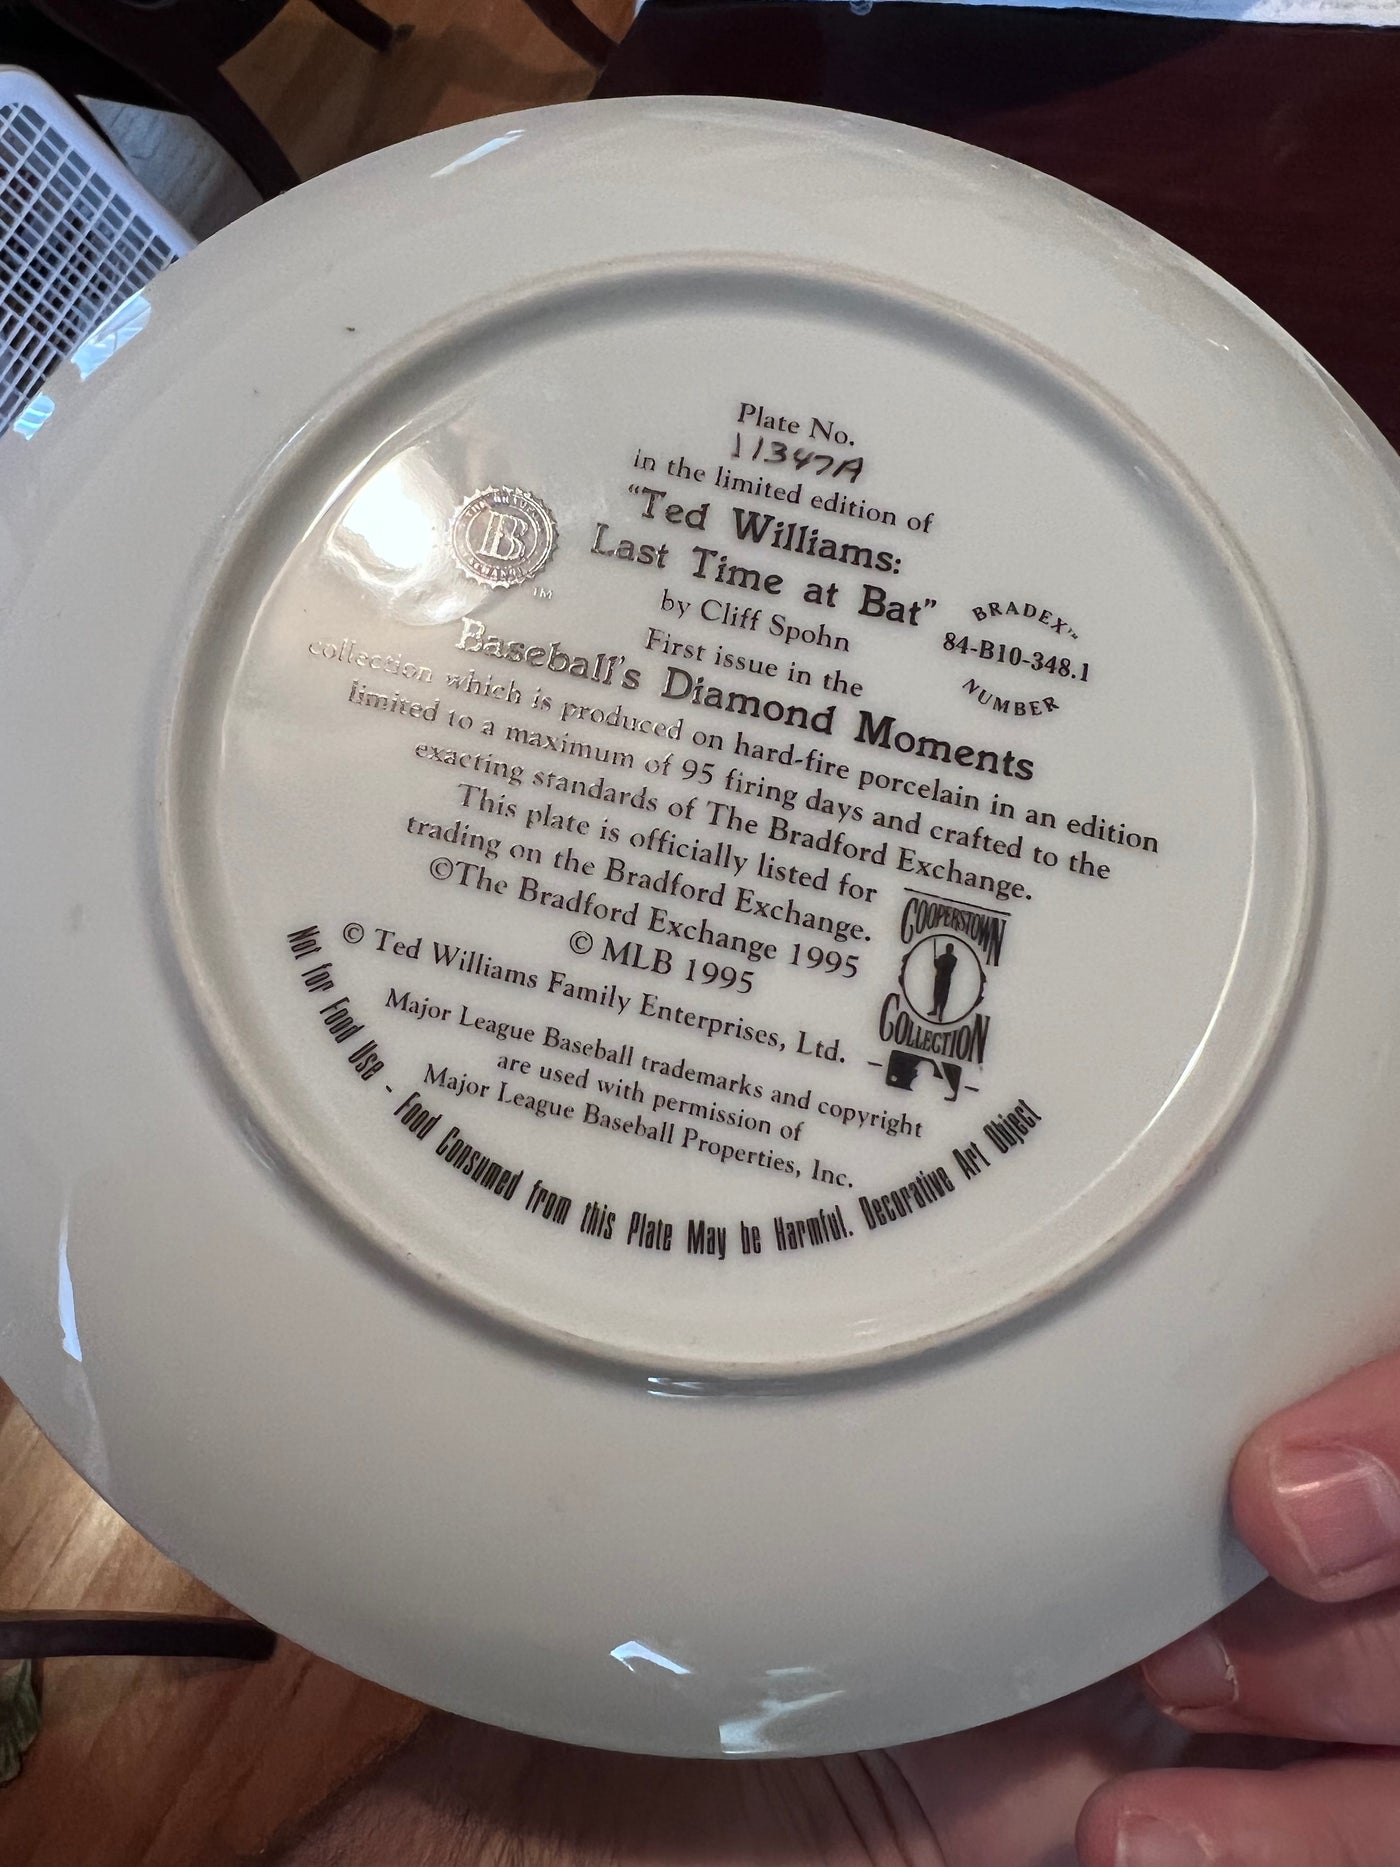 Plate No.
11347A
in the limited edition of
"Ted Williams:
Last Time at Bat"
by Cliff Spohn
First issue in the
Baseball's Diamond Moments
collection which is produced on hard-fire porcelain in an edition
limited to a maximum of 95 firing days and crafted to the
exacting standards of The Bradford Exchange.
This plate is officially listed for
trading on the Bradford Exchange.
©The Bradford Exchange 1995
© MLB 1995
© Ted Williams Family Enterprises, Ltd.
Major League Baseball trademarks and copyright
are used with permission of
Major League Baseball Properties, Inc.
Not for Food Use - Food Consumed from this Plate May be Harmful. Decorative Art Object
BRADEX™
84-B10-348.1
NUMBER
COOPERSTOWN
COLLECTION
B
TM